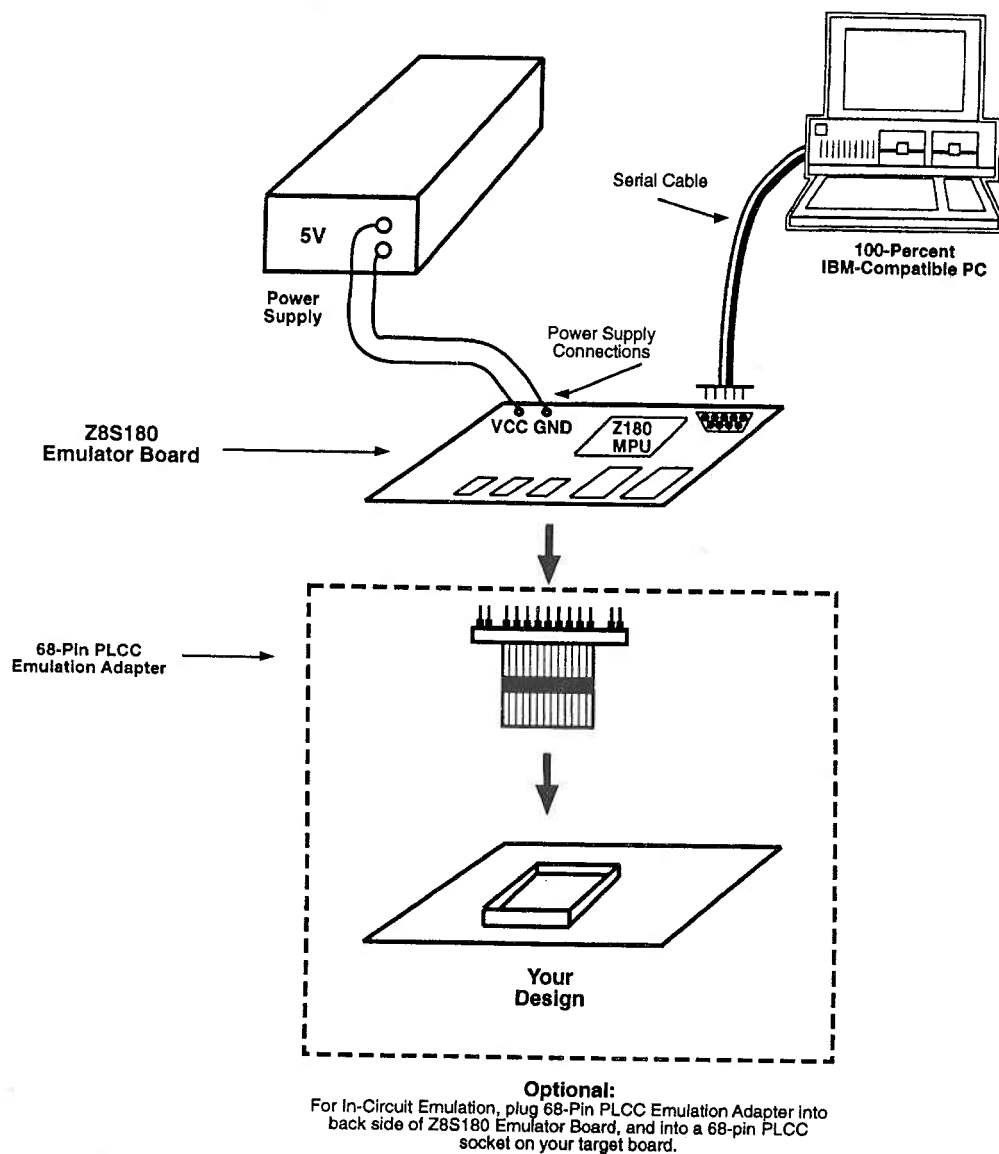 Serial Cable
5V
100-Percent
IBM-Compatible PC
Power
Supply
Power Supply
Connections
VCC GND
Z180
MPU
Z8S180
Emulator Board
68-Pin PLCC
Emulation Adapter
Your
Design
Optional:
For In-Circuit Emulation, plug 68-Pin PLCC Emulation Adapter into
back side of Z8S180 Emulator Board, and into a 68-pin PLCC
socket on your target board.